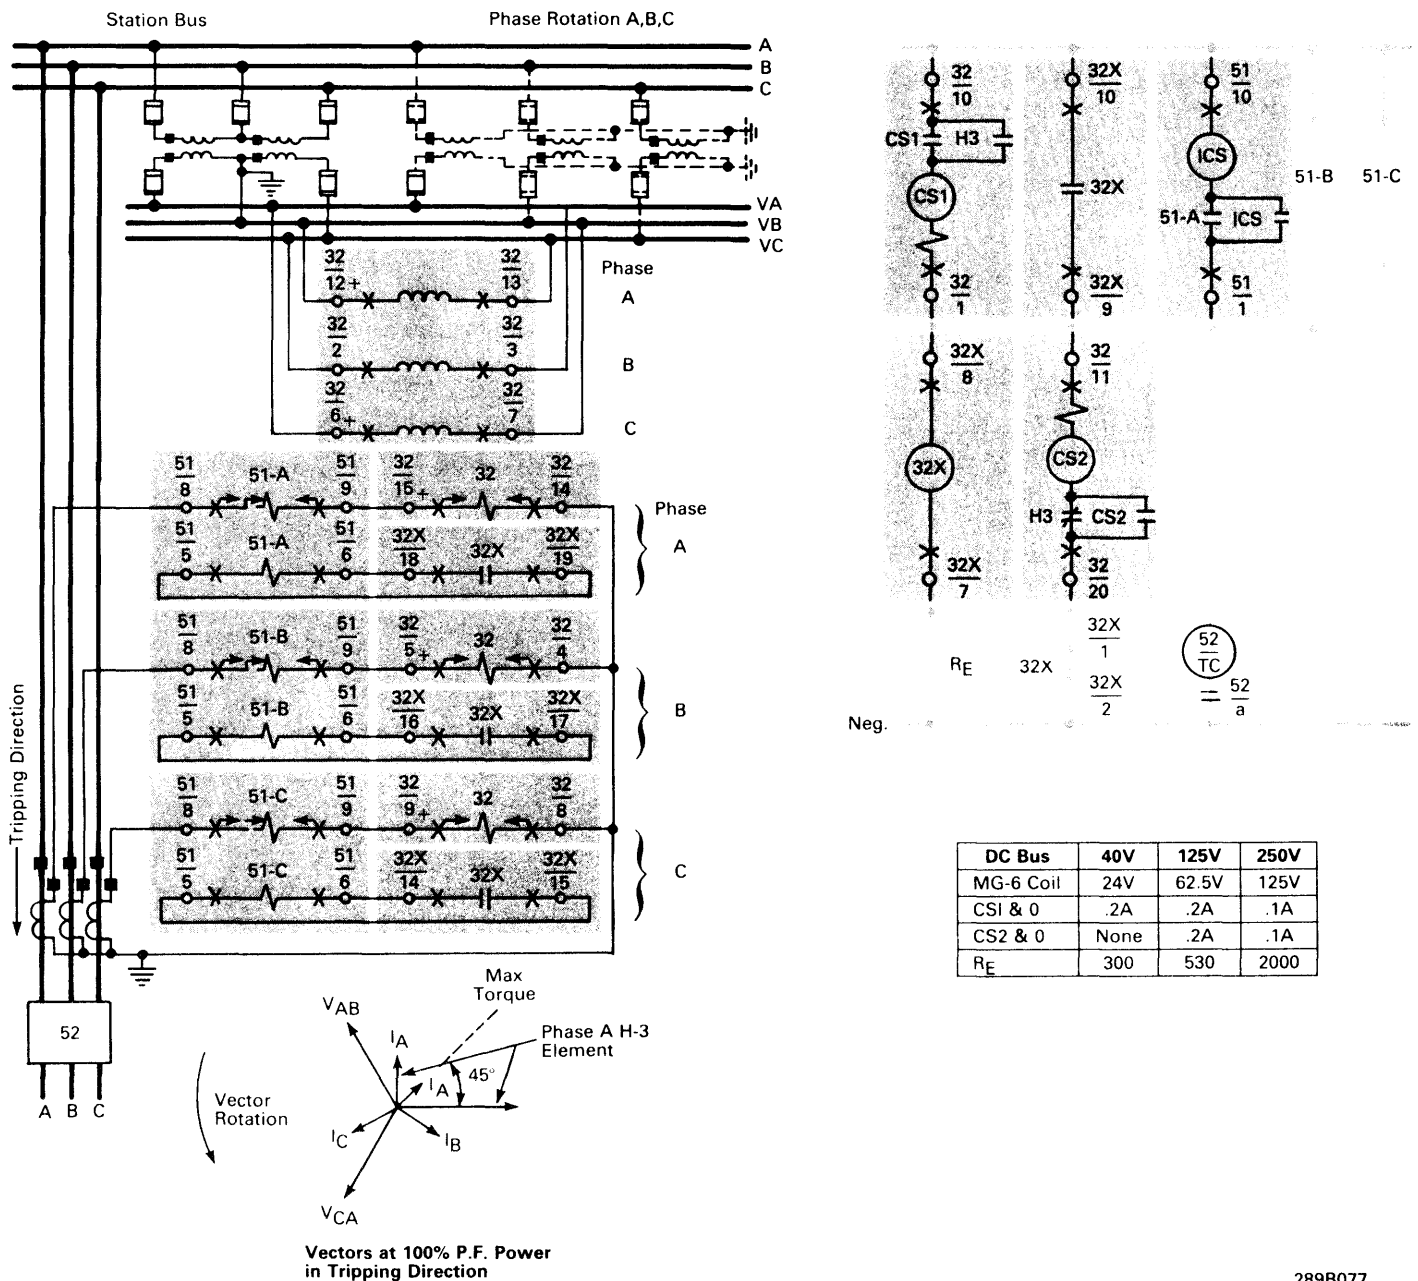 Station Bus
Phase Rotation A,B,C
A
B
C
VA
VB
VC
Phase
32/12 +
32/13
A
32/2
32/3
B
32/6 +
32/7
C
51/8
51-A
51/9
32/15 +
32
32/14
Phase
51/5
51-A
51/6
32X/18
32X
32X/19
A
51/8
51-B
51/9
32/5 +
32
32/4
51/5
51-B
51/6
32X/16
32X
32X/17
B
51/8
51-C
51/9
32/9 +
32
32/8
51/5
51-C
51/6
32X/14
32X
32X/15
C
Tripping Direction
52
A B C
Vector
Rotation
VAB
IA
Max
Torque
Phase A H-3
Element
45°
IA
IC
IB
VCA
Vectors at 100% P.F. Power
in Tripping Direction
32/10
CS1
H3
CS1
32/1
32X/10
32X
32X/9
51/10
ICS
51-A
ICS
51/1
51-B
51-C
32X/8
32X
32X/7
32/11
CS2
H3
CS2
32/20
RE
32X
32X/1
32X/2
52/TC
52/a
Neg.
DC Bus 40V 125V 250V
MG-6 Coil 24V 62.5V 125V
CSI & 0 .2A .2A .1A
CS2 & 0 None .2A .1A
RE 300 530 2000
289B077